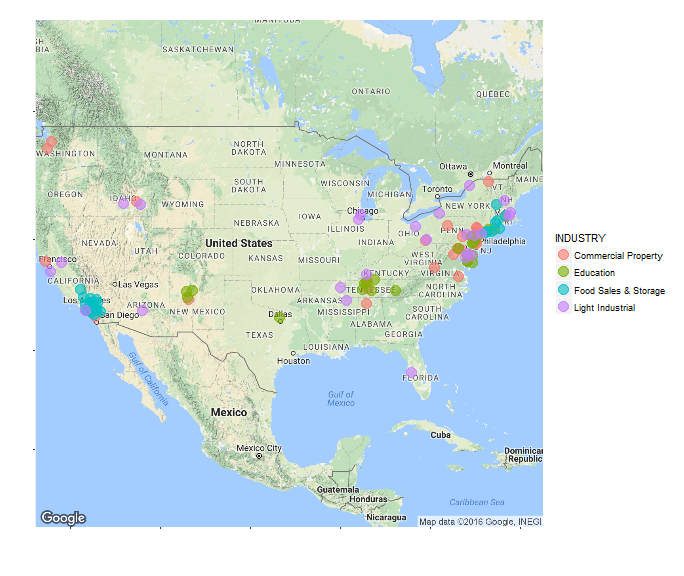 MANITOBA
SH
BIA
SASKATCHEWAN
ONTARIO
QUEBEC
WASHINGTON
MONTANA
NORTH
DAKOTA
MINNESOTA
Ottawa
Montreal
MAINE
OREGON
IDAHO
WYOMING
SOUTH
DAKOTA
WISCONSIN
MICHIGAN
Toronto
NEW YORK
NH
NEBRASKA
IOWA
Chicago
ILLINOIS
INDIANA
OHIO
PENN
Philadelphia
NJ
NEVADA
UTAH
COLORADO
United States
KANSAS
MISSOURI
WEST
VIRGINIA
VIRGINIA
KENTUCKY
Francisco
CALIFORNIA
Las Vegas
Los Angeles
San Diego
ARIZONA
NEW MEXICO
OKLAHOMA
ARKANSAS
TENNESSEE
NORTH
CAROLINA
SOUTH
CAROLINA
MISSISSIPPI
ALABAMA
GEORGIA
Dallas
TEXAS
LOUISIANA
Houston
FLORIDA
Gulf of
California
Gulf of
Mexico
Mexico
Mexico City
Cuba
Dominican
Republic
Guatemala
Honduras
Nicaragua
Caribbean Sea
Google
Map data ©2016 Google, INEGI
INDUSTRY
Commercial Property
Education
Food Sales & Storage
Light Industrial